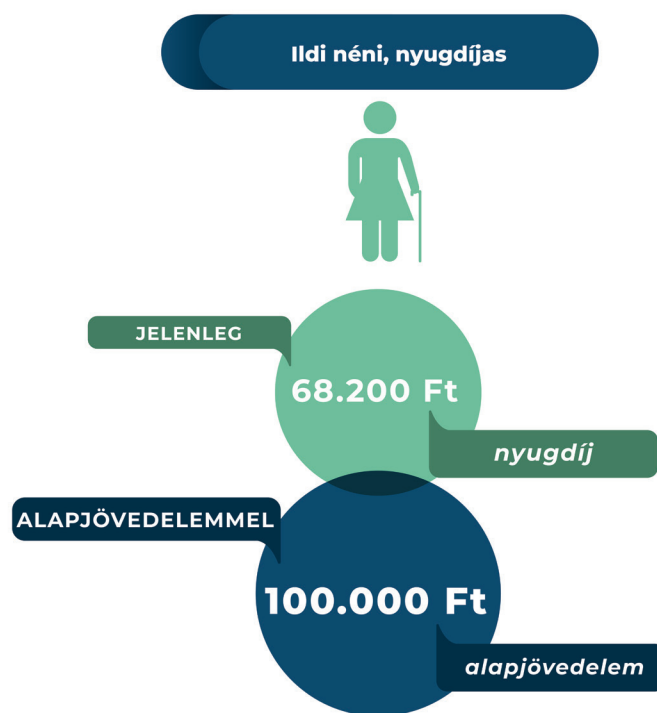 Ildi néni, nyugdíjas
JELENLEG
68.200 Ft
nyugdíj
ALAPJÖVEDELEMMEL
100.000 Ft
alapjövedelem